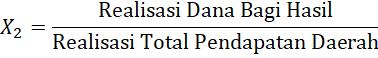 X₂ = Realisasi Dana Bagi Hasil
Realisasi Total Pendapatan Daerah